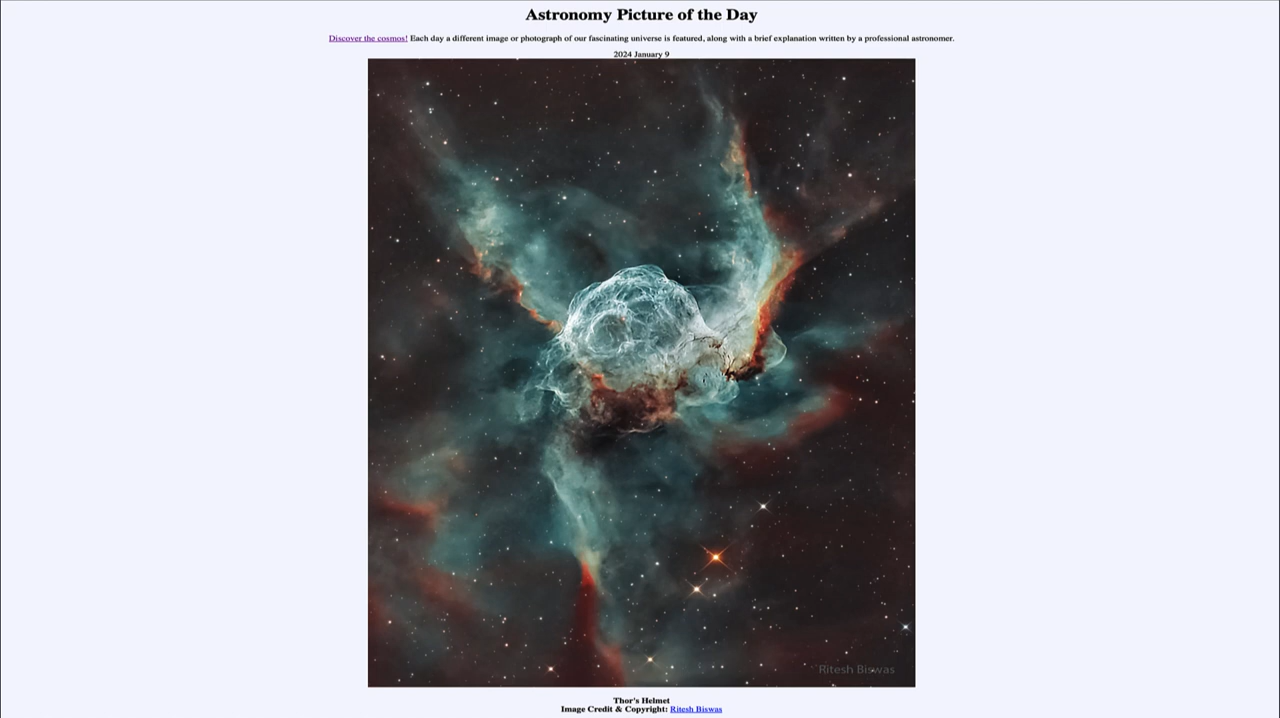 Astronomy Picture of the Day
Discover the cosmos! Each day a different image or photograph of our fascinating universe is featured, along with a brief explanation written by a professional astronomer.
2024 January 9
Ritesh Biswas
Thor's Helmet
Image Credit & Copyright: Ritesh Biswas